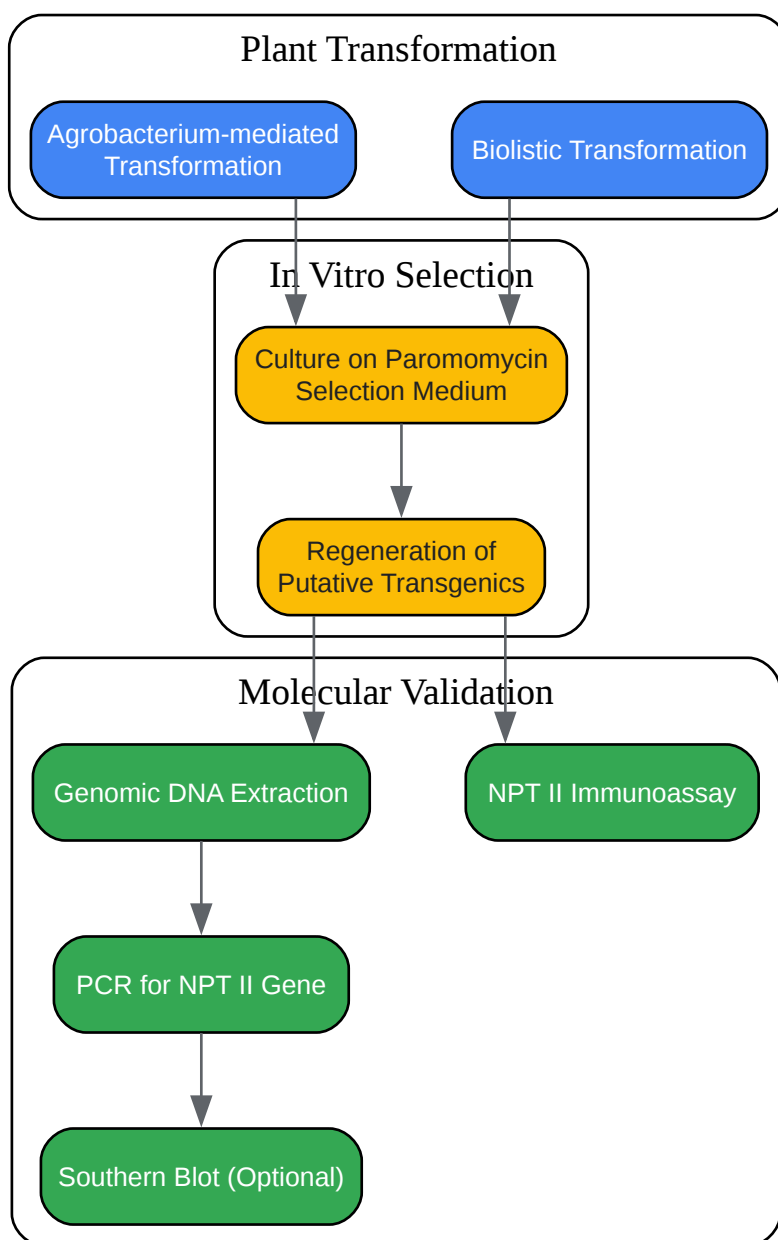 Plant Transformation
Agrobacterium-mediated
Transformation
Biolistic Transformation
In Vitro Selection
Culture on Paromomycin
Selection Medium
Regeneration of
Putative Transgenics
Molecular Validation
Genomic DNA Extraction
NPT II Immunoassay
PCR for NPT II Gene
Southern Blot (Optional)